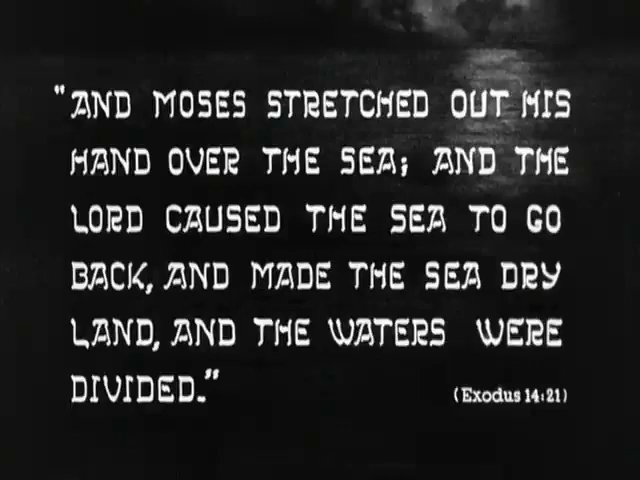 "AND MOSES STRETCHED OUT HIS
HAND OVER THE SEA; AND THE
LORD CAUSED THE SEA TO GO
BACK, AND MADE THE SEA DRY
LAND, AND THE WATERS WERE
DIVIDED."
(Exodus 14:21)